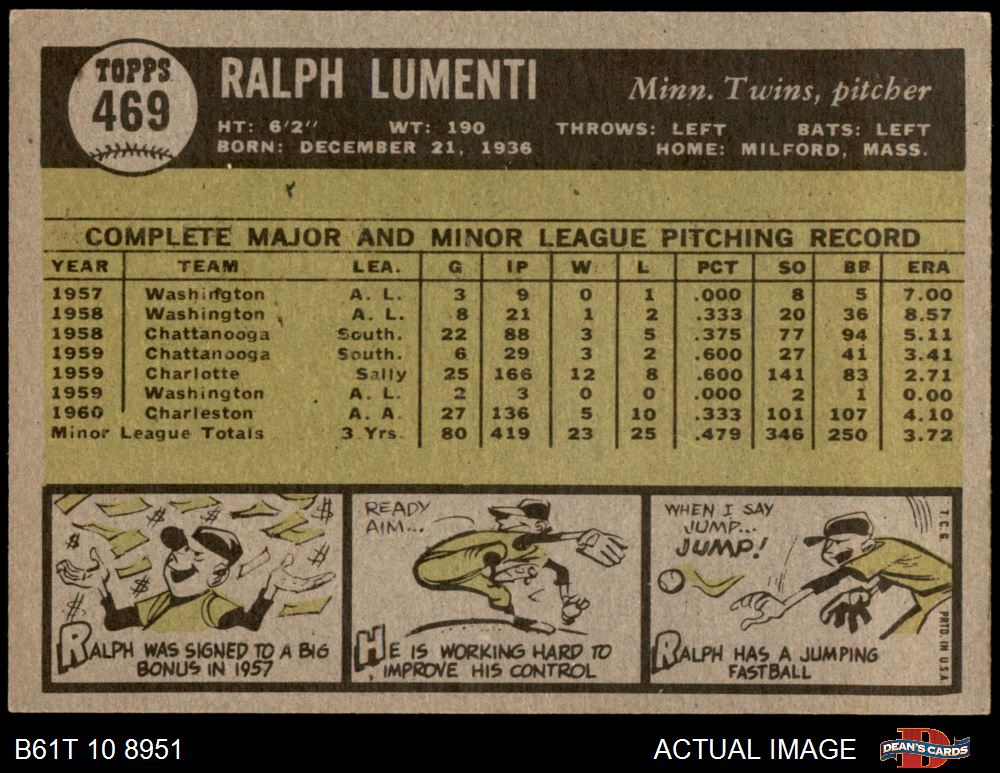 TOPPS
469
RALPH LUMENTI
Minn. Twins, pitcher
HT: 6'2" WT: 190 THROWS: LEFT BATS: LEFT
BORN: DECEMBER 21, 1936 HOME: MILFORD, MASS.
COMPLETE MAJOR AND MINOR LEAGUE PITCHING RECORD
YEAR TEAM LEA. G IP W L PCT SO BB ERA
1957 Washington A. L. 3 9 0 1 .000 8 5 7.00
1958 Washington A. L. 8 21 1 2 .333 20 36 8.57
1958 Chattanooga South. 22 88 3 5 .375 77 94 5.11
1959 Chattanooga South. 6 29 3 2 .600 27 41 3.41
1959 Charlotte Sally 25 166 12 8 .600 141 83 2.71
1959 Washington A. L. 2 3 0 0 .000 2 1 0.00
1960 Charleston A. A. 27 136 5 10 .333 101 107 4.10
Minor League Totals 3 Yrs. 80 419 23 25 .479 346 250 3.72
RALPH WAS SIGNED TO A BIG
BONUS IN 1957
READY
AIM...
HE IS WORKING HARD TO
IMPROVE HIS CONTROL
WHEN I SAY
JUMP...
JUMP!
RALPH HAS A JUMPING
FASTBALL
T.C.G. PRTD. IN U.S.A.
B61T 10 8951
ACTUAL IMAGE
DEAN'S CARDS